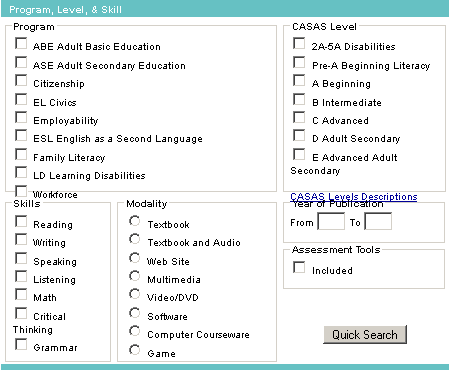 Program, Level, & Skill
Program
ABE Adult Basic Education
ASE Adult Secondary Education
Citizenship
EL Civics
Employability
ESL English as a Second Language
Family Literacy
LD Learning Disabilities
Workforce
CASAS Level
2A-5A Disabilities
Pre-A Beginning Literacy
A Beginning
B Intermediate
C Advanced
D Adult Secondary
E Advanced Adult
Secondary
CASAS Levels Descriptions
Skills
Reading
Writing
Speaking
Listening
Math
Critical
Thinking
Grammar
Modality
Textbook
Textbook and Audio
Web Site
Multimedia
Video/DVD
Software
Computer Courseware
Game
Year of Publication
From To
Assessment Tools
Included
Quick Search